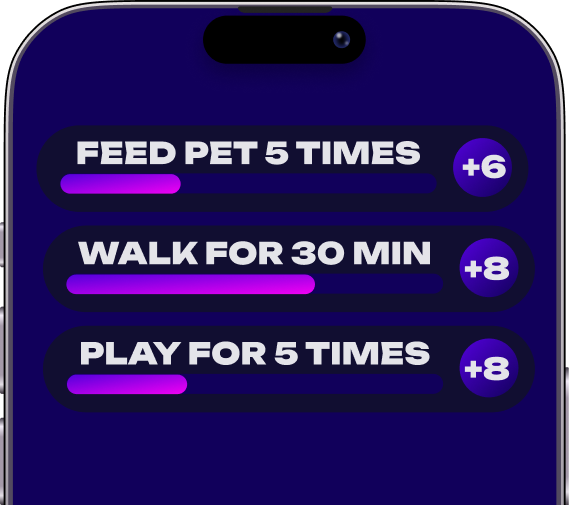 FEED PET 5 TIMES
+6
WALK FOR 30 MIN
+8
PLAY FOR 5 TIMES
+8